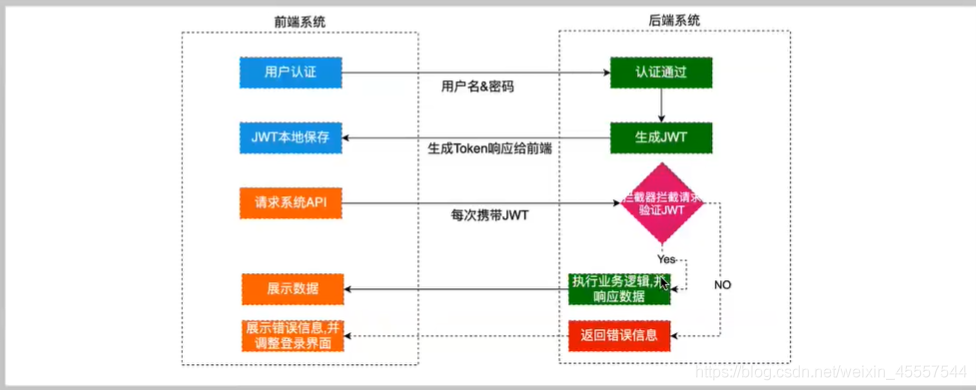 前端系统
后端系统
用户认证
认证通过
用户名&密码
JWT本地保存
生成JWT
生成Token响应给前端
请求系统API
拦截器拦截请求
验证JWT
每次携带JWT
Yes
NO
展示数据
执行业务逻辑,并
响应数据
展示错误信息,并
调整登录界面
返回错误信息
https://blog.csdn.net/weixin_45557544